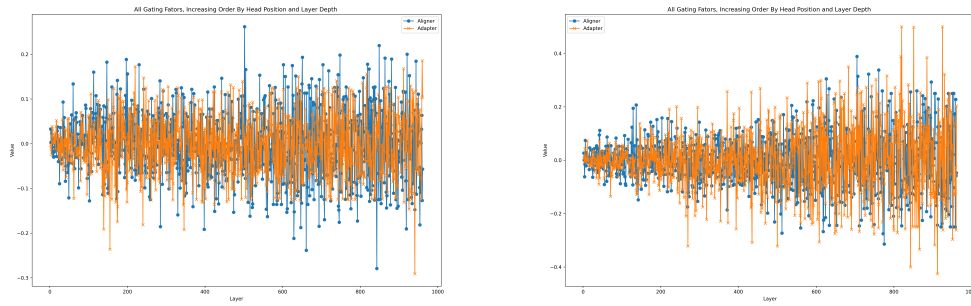 All Gating Fators, Increasing Order By Head Position and Layer Depth
Aligner
Adapter
0.2
0.1
0.0
−0.1
−0.2
−0.3
Value
0
200
400
600
800
1000
Layer
All Gating Fators, Increasing Order By Head Position and Layer Depth
Aligner
Adapter
0.4
0.2
0.0
−0.2
−0.4
Value
0
200
400
600
800
Layer